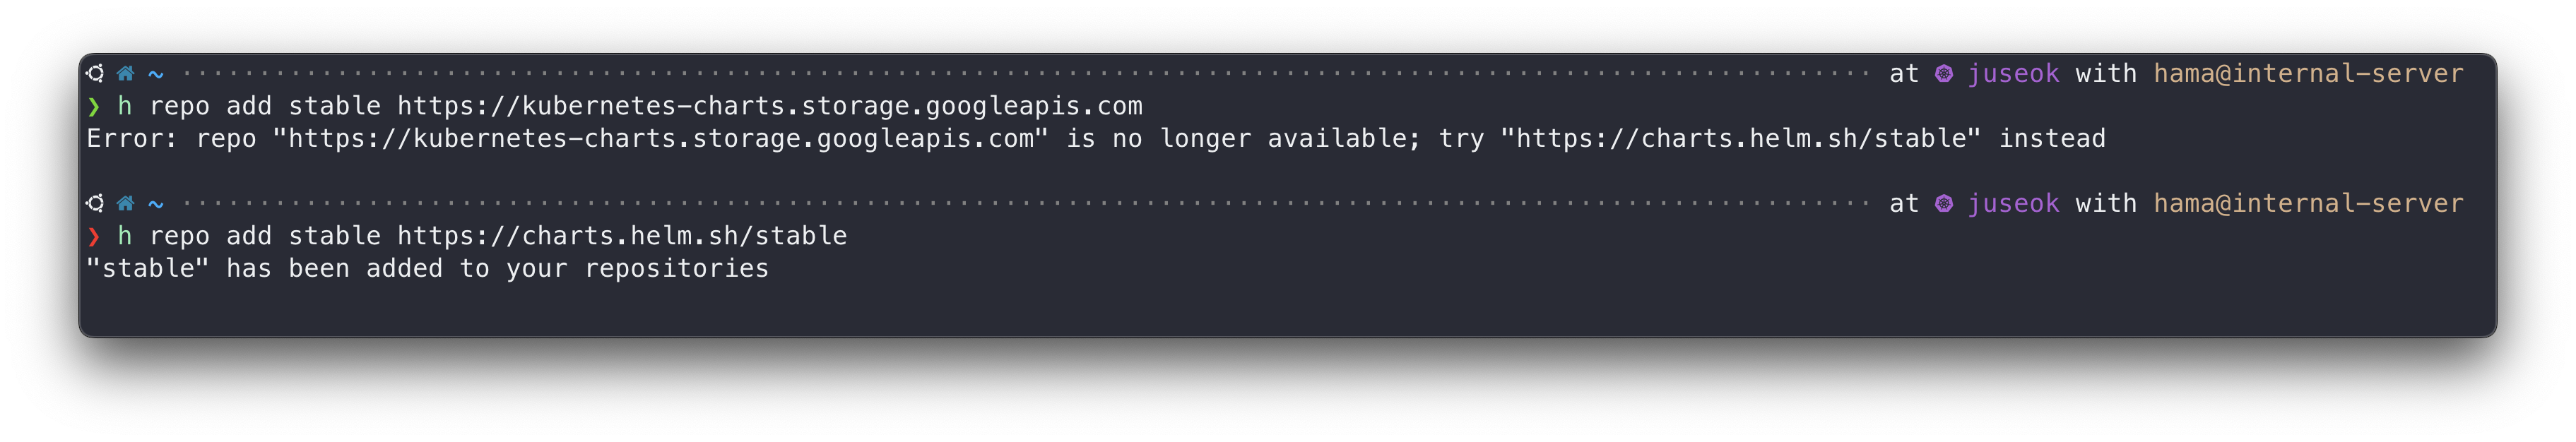 ~ at juseok with hama@internal-server
❯ h repo add stable https://kubernetes-charts.storage.googleapis.com
Error: repo "https://kubernetes-charts.storage.googleapis.com" is no longer available; try "https://charts.helm.sh/stable" instead
~ at juseok with hama@internal-server
❯ h repo add stable https://charts.helm.sh/stable
"stable" has been added to your repositories